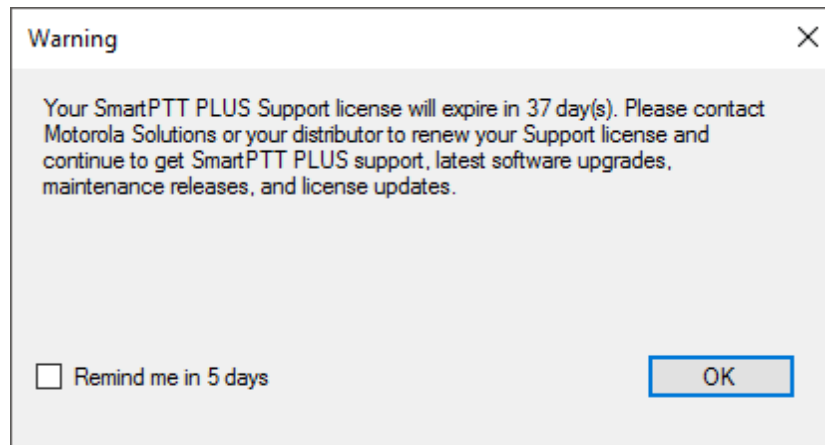 Warning
Your SmartPTT PLUS Support license will expire in 37 day(s). Please contact
Motorola Solutions or your distributor to renew your Support license and
continue to get SmartPTT PLUS support, latest software upgrades,
maintenance releases, and license updates.
Remind me in 5 days
OK